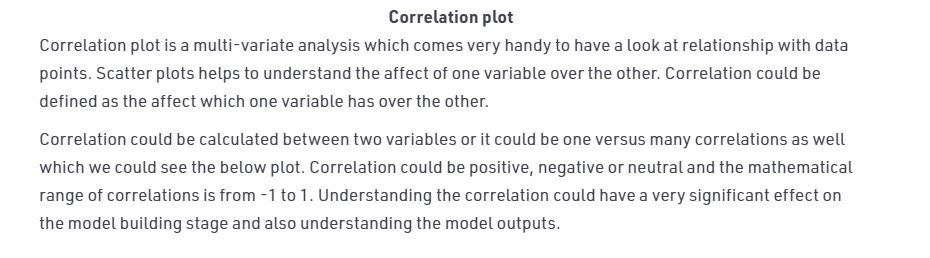 Correlation plot
Correlation plot is a multi-variate analysis which comes very handy to have a look at relationship with data
points. Scatter plots helps to understand the affect of one variable over the other. Correlation could be
defined as the affect which one variable has over the other.
Correlation could be calculated between two variables or it could be one versus many correlations as well
which we could see the below plot. Correlation could be positive, negative or neutral and the mathematical
range of correlations is from -1 to 1. Understanding the correlation could have a very significant effect on
the model building stage and also understanding the model outputs.